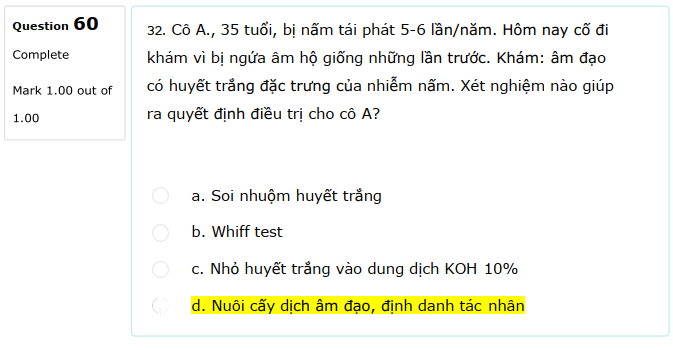 Question 60
Complete
Mark 1.00 out of
1.00
32. Cô A., 35 tuổi, bị nấm tái phát 5-6 lần/năm. Hôm nay cố đi
khám vì bị ngứa âm hộ giống những lần trước. Khám: âm đạo
có huyết trắng đặc trưng của nhiễm nấm. Xét nghiệm nào giúp
ra quyết định điều trị cho cô A?
a. Soi nhuộm huyết trắng
b. Whiff test
c. Nhỏ huyết trắng vào dung dịch KOH 10%
d. Nuôi cấy dịch âm đạo, định danh tác nhân